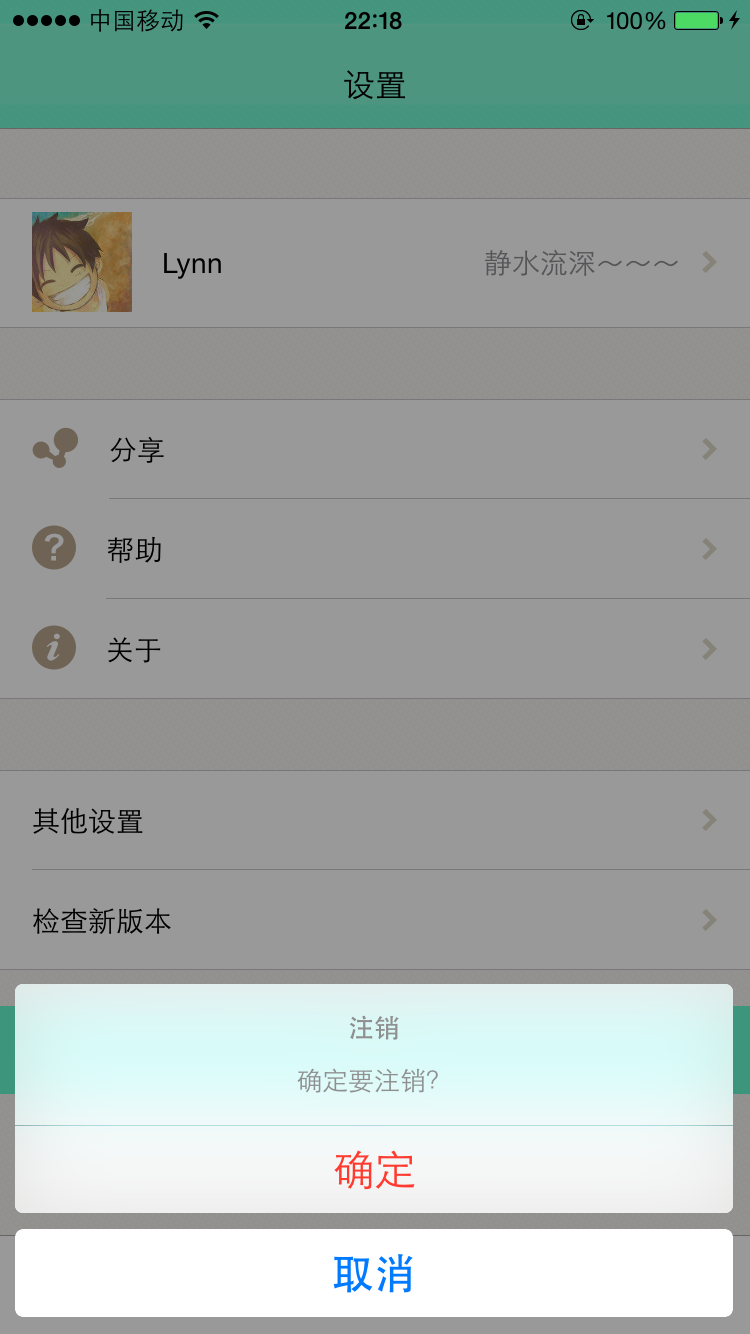 中国移动 22:18 100%
设置
Lynn 静水流深～～～
分享
帮助
关于
其他设置
检查新版本
注销
确定要注销?
确定
取消